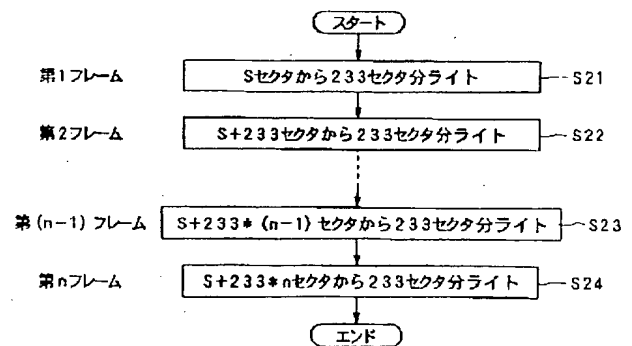 スタート
第1フレーム Sセクタから233セクタ分ライト S21
第2フレーム S+233セクタから233セクタ分ライト S22
第(n-1)フレーム S+233*(n-1)セクタから233セクタ分ライト S23
第nフレーム S+233*nセクタから233セクタ分ライト S24
エンド